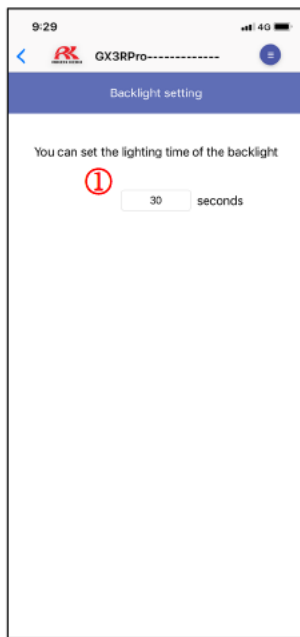 9:29
4G
RK
GX3RPro-------------
Backlight setting
You can set the lighting time of the backlight
①
30 seconds